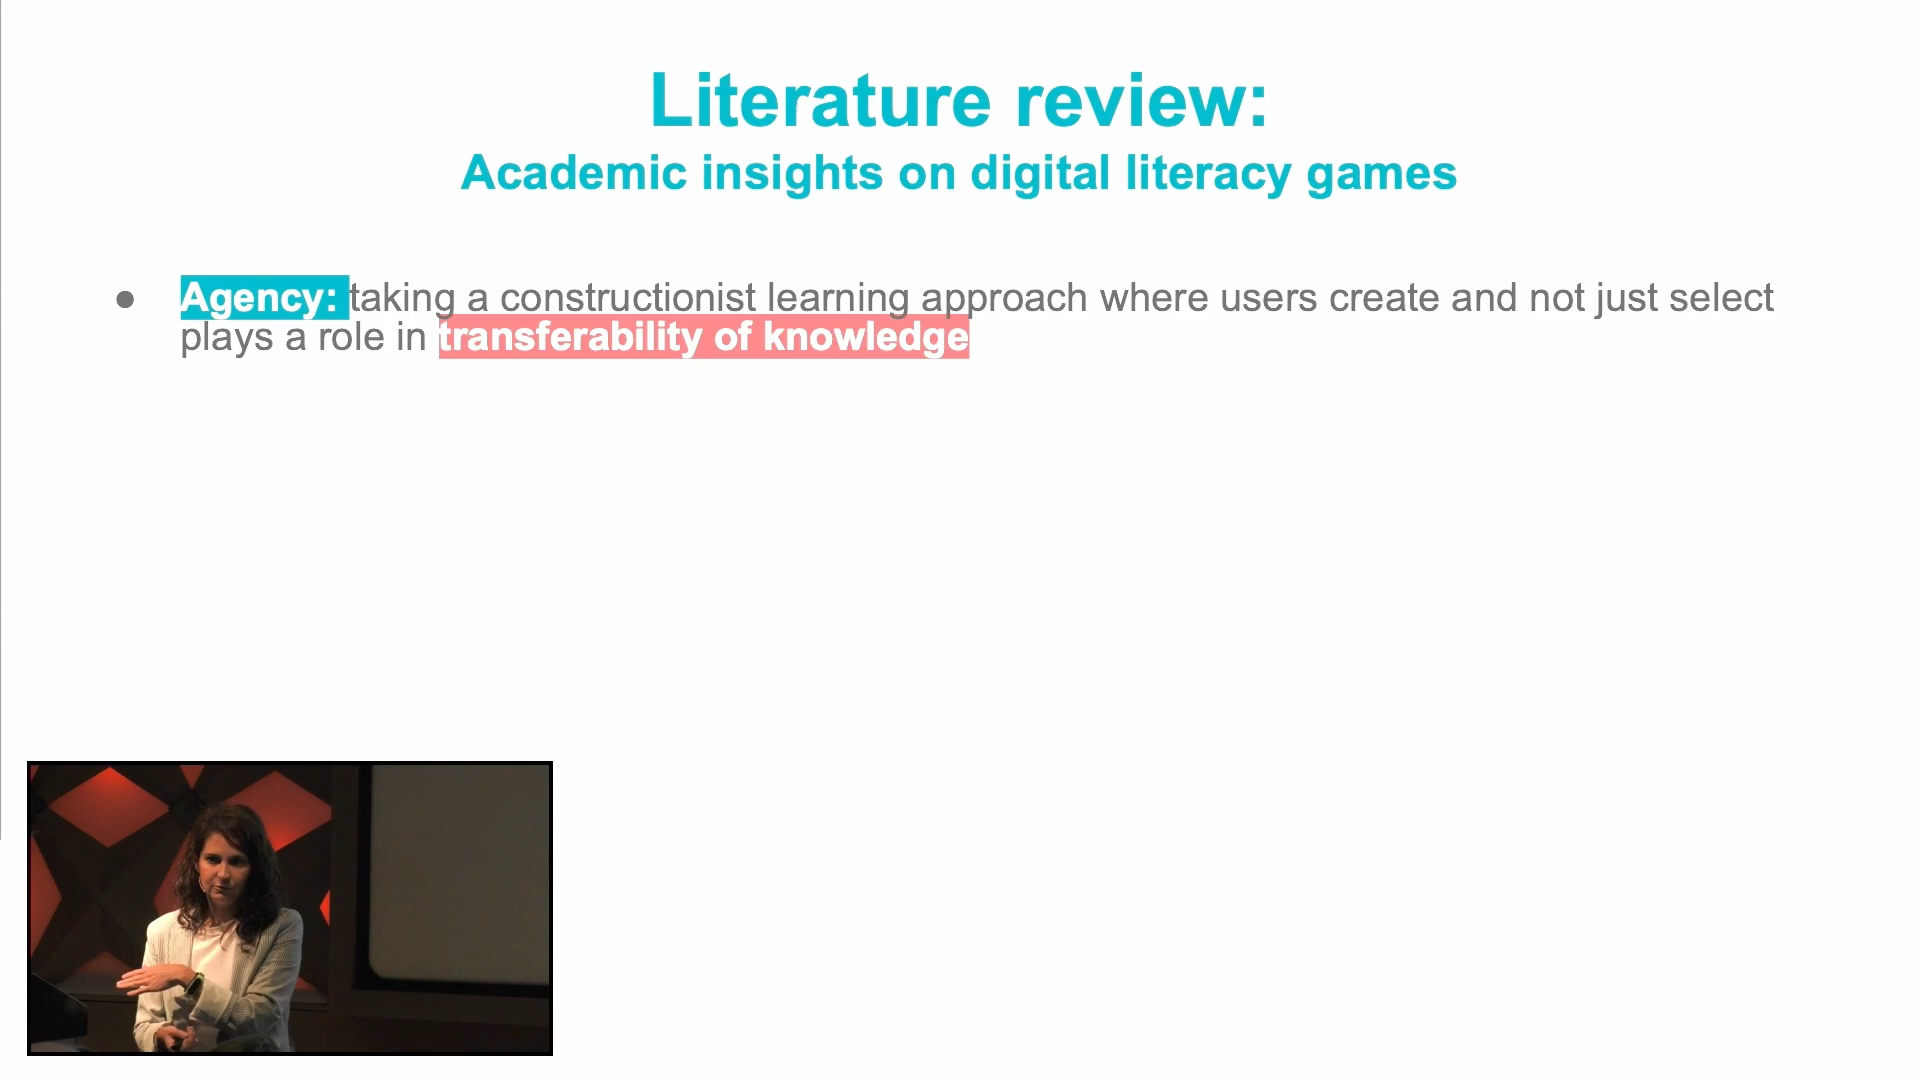 Literature review:
Academic insights on digital literacy games
● Agency: taking a constructionist learning approach where users create and not just select
plays a role in transferability of knowledge